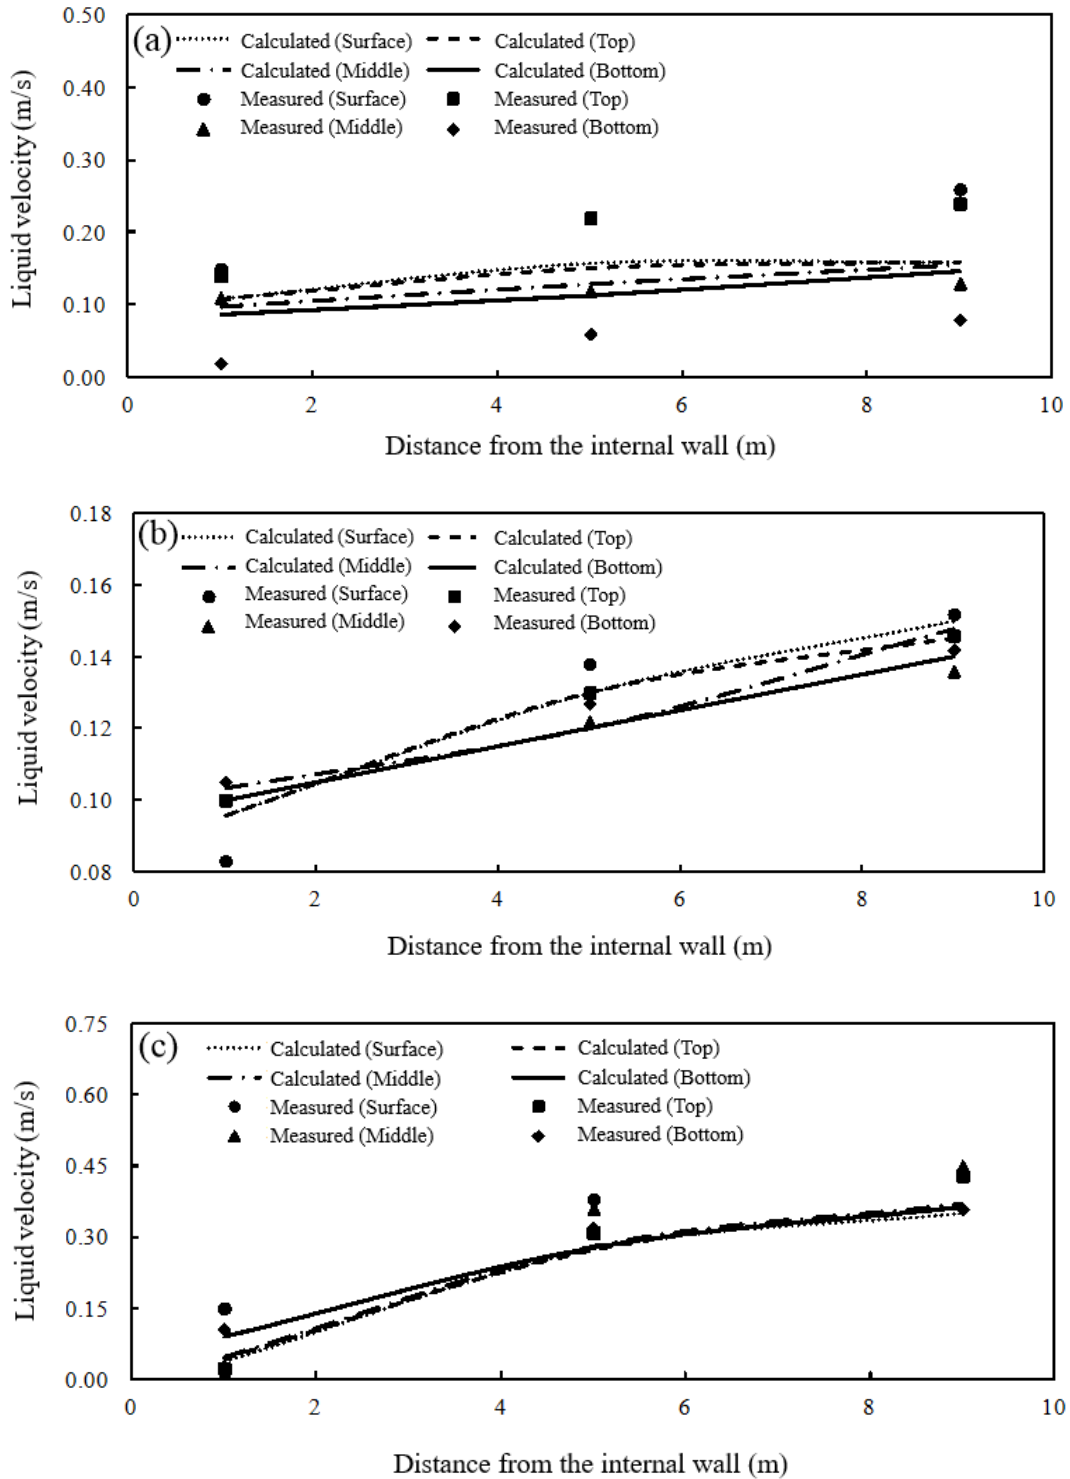 0.50
(a)
Calculated (Surface) Calculated (Top)
Calculated (Middle) Calculated (Bottom)
Measured (Surface) Measured (Top)
Measured (Middle) Measured (Bottom)
0.40
0.30
0.20
0.10
0.00
Liquid velocity (m/s)
0 2 4 6 8 10
Distance from the internal wall (m)
0.18
(b)
Calculated (Surface) Calculated (Top)
Calculated (Middle) Calculated (Bottom)
Measured (Surface) Measured (Top)
Measured (Middle) Measured (Bottom)
0.16
0.14
0.12
0.10
0.08
Liquid velocity (m/s)
0 2 4 6 8 10
Distance from the internal wall (m)
0.75
(c)
Calculated (Surface) Calculated (Top)
Calculated (Middle) Calculated (Bottom)
Measured (Surface) Measured (Top)
Measured (Middle) Measured (Bottom)
0.60
0.45
0.30
0.15
0.00
Liquid velocity (m/s)
0 2 4 6 8 10
Distance from the internal wall (m)